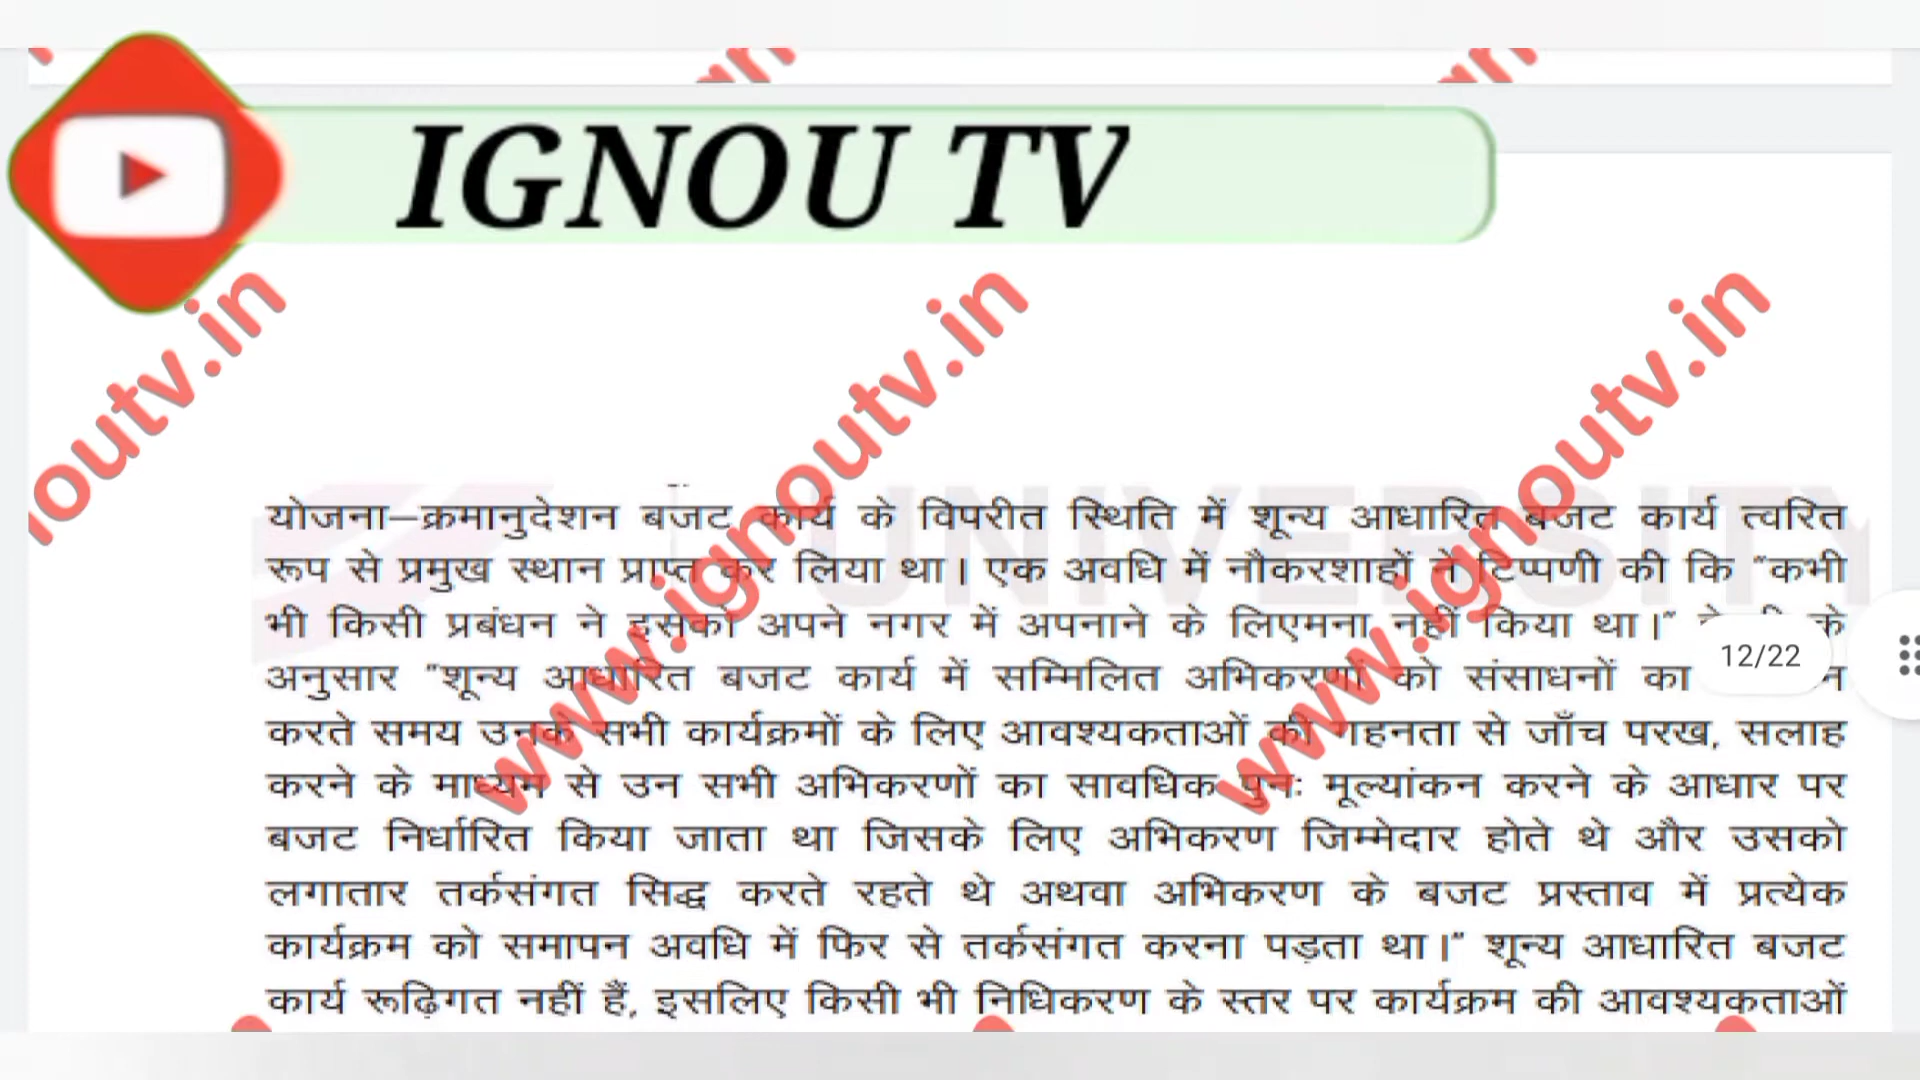 IGNOU TV
www.ignoutv.in
www.ignoutv.in
UNIVERSITY
योजना–क्रमानुदेशन बजट कार्य के विपरीत स्थिति में शून्य आधारित बजट कार्य त्वरित
रूप से प्रमुख स्थान प्राप्त कर लिया था। एक अवधि में नौकरशाहों ने टिप्पणी की कि "कभी
भी किसी प्रबंधन ने इसको अपने नगर में अपनाने के लिएमना नहीं किया था।" के
अनुसार "शून्य आधारित बजट कार्य में सम्मिलित अभिकरणों को संसाधनों का
करते समय उनके सभी कार्यक्रमों के लिए आवश्यकताओं की गहनता से जाँच परख, सलाह
करने के माध्यम से उन सभी अभिकरणों का सावधिक पुनः मूल्यांकन करने के आधार पर
बजट निर्धारित किया जाता था जिसके लिए अभिकरण जिम्मेदार होते थे और उसको
लगातार तर्कसंगत सिद्ध करते रहते थे अथवा अभिकरण के बजट प्रस्ताव में प्रत्येक
कार्यक्रम को समापन अवधि में फिर से तर्कसंगत करना पड़ता था।" शून्य आधारित बजट
कार्य रूढ़िगत नहीं हैं, इसलिए किसी भी निधिकरण के स्तर पर कार्यक्रम की आवश्यकताओं
12/22